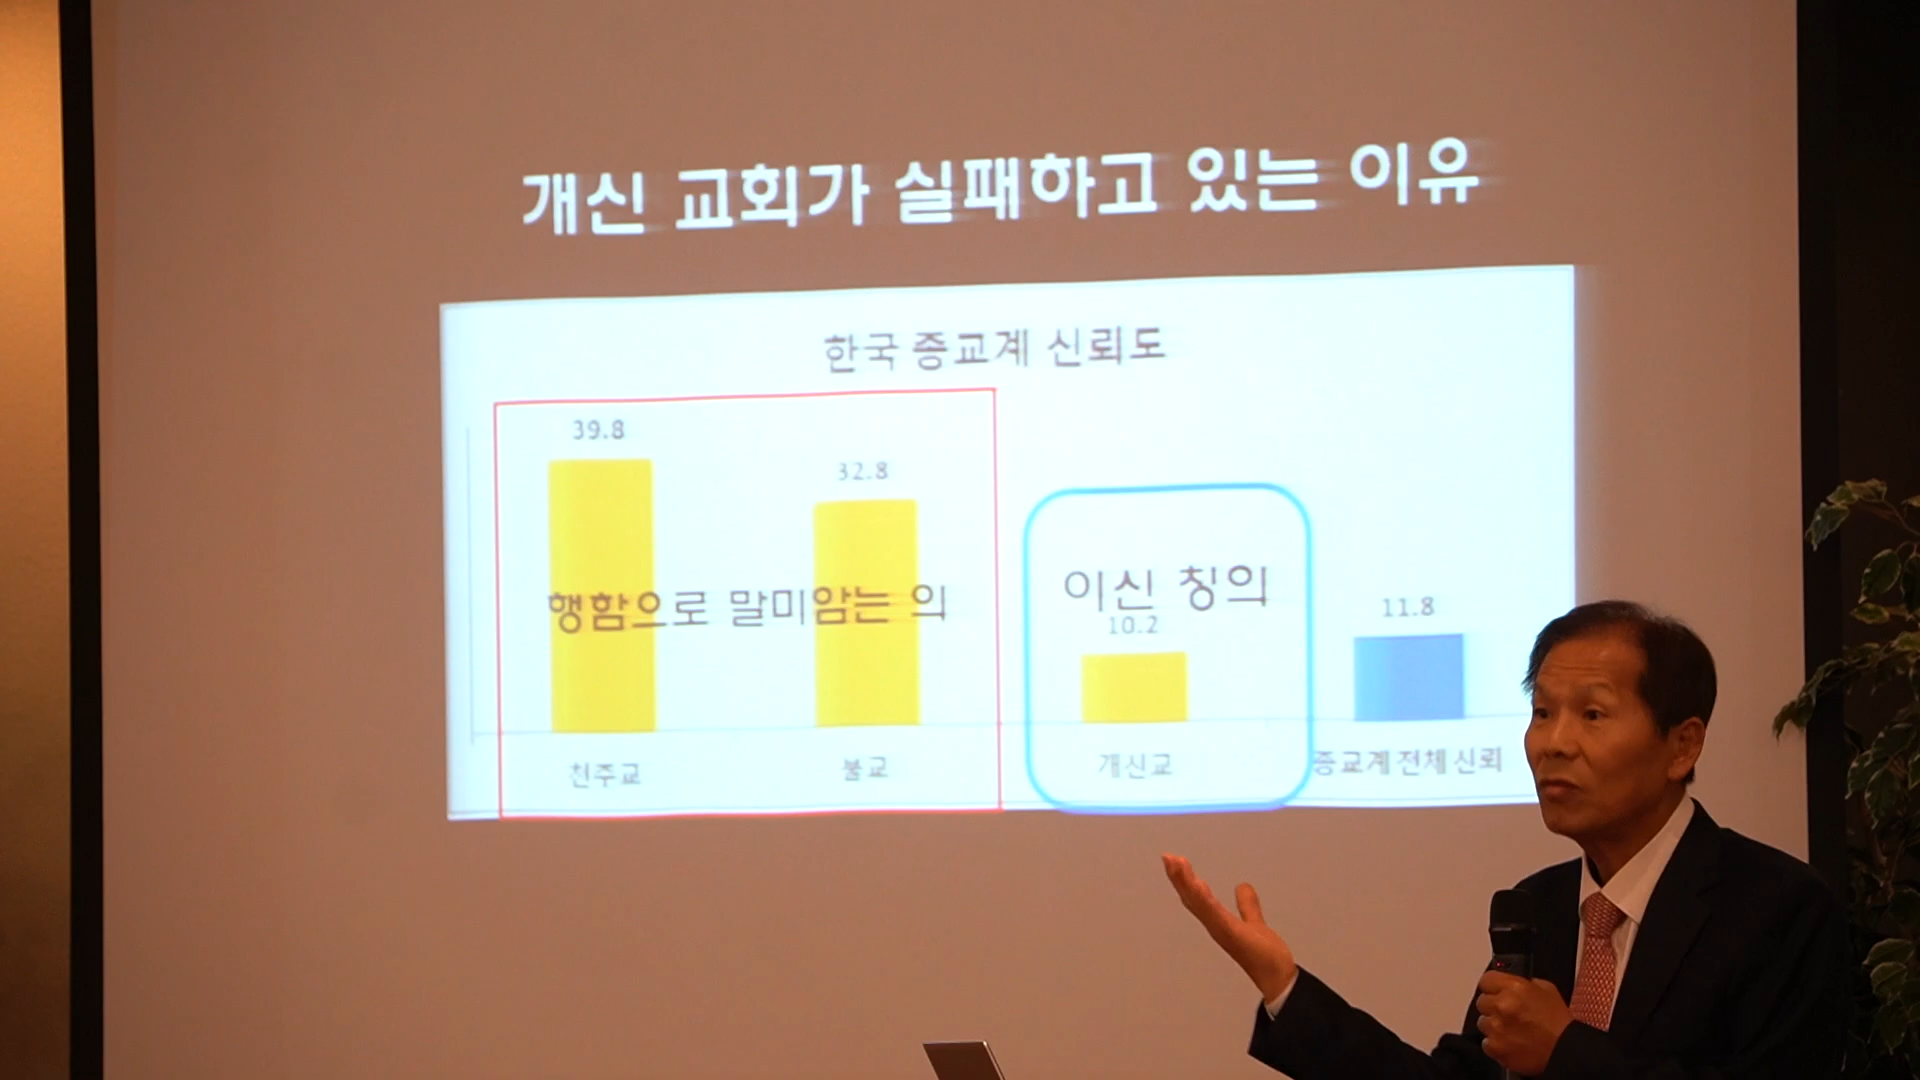 개신 교회가 실패하고 있는 이유
한국 종교계 신뢰도
39.8
32.8
행함으로 말미암는 의
이신 칭의
10.2
11.8
천주교
불교
개신교
종교계 전체 신뢰